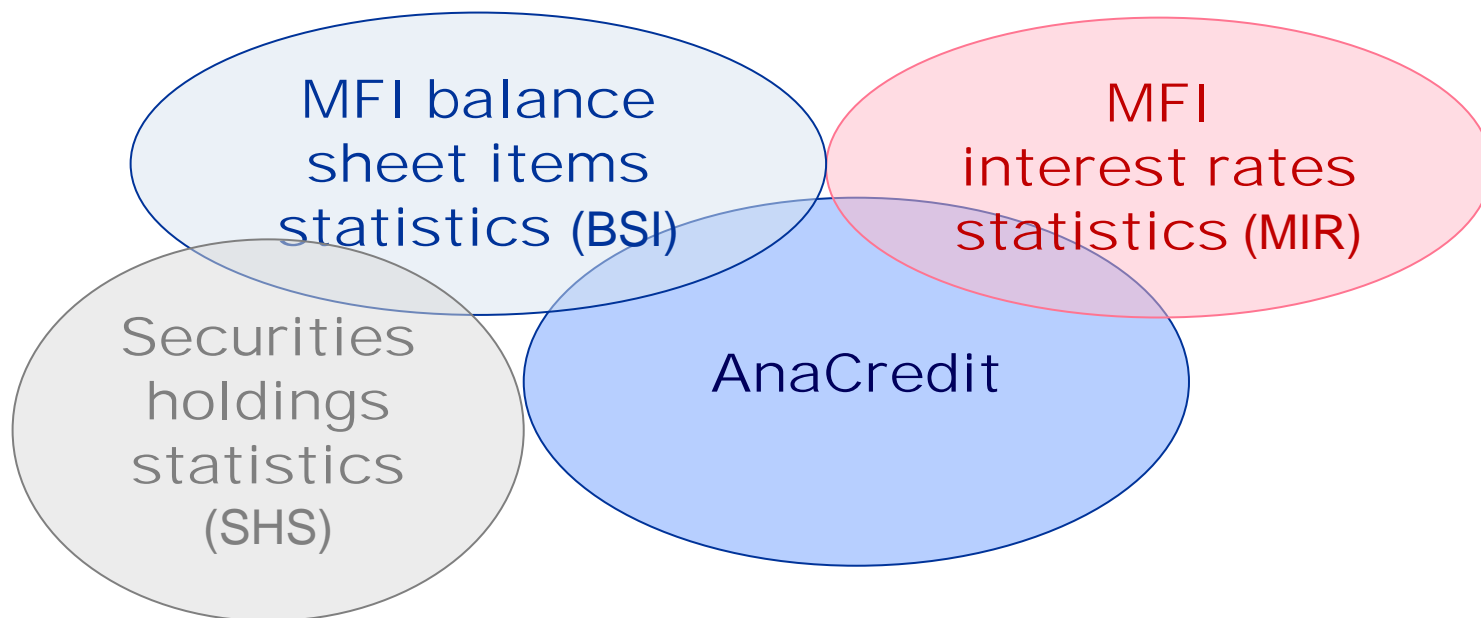 MFI balance
sheet items
statistics (BSI)
MFI
interest rates
statistics (MIR)
Securities
holdings
statistics
(SHS)
AnaCredit